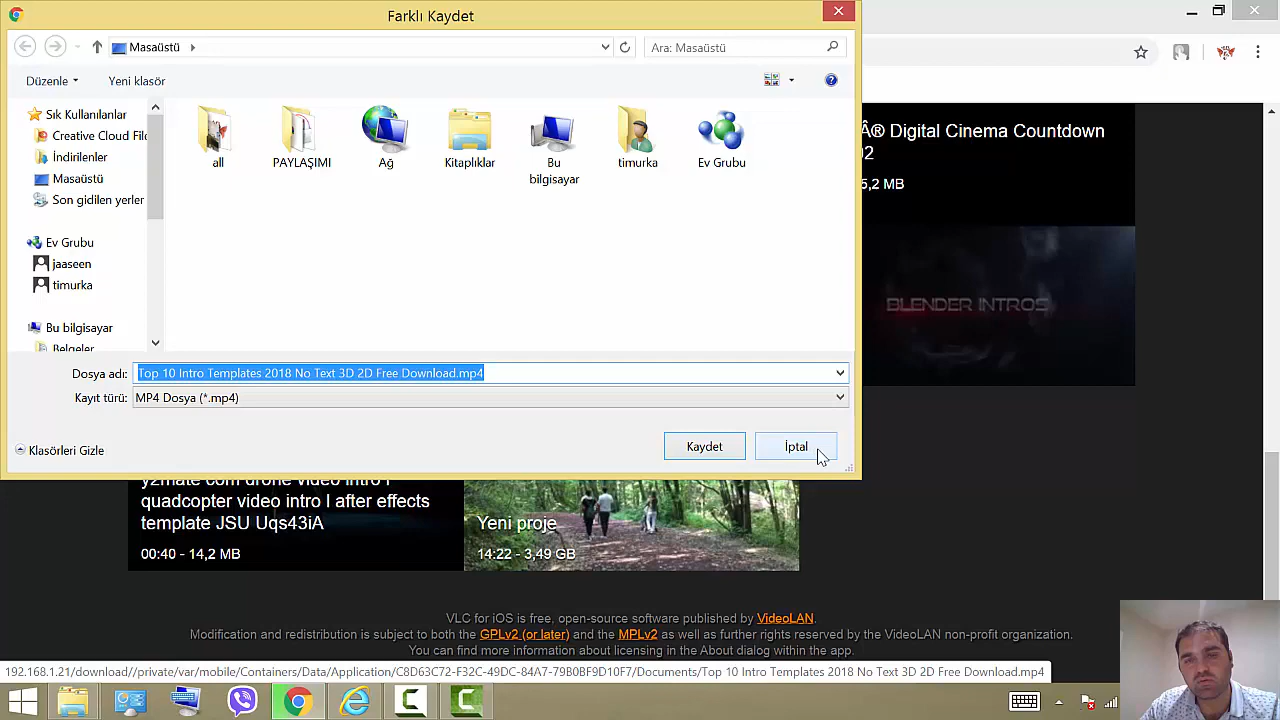 Farklı Kaydet
Masaüstü
Ara: Masaüstü
Düzenle
Yeni klasör
Sık Kullanılanlar
Creative Cloud File
İndirilenler
Masaüstü
Son gidilen yerler
Ev Grubu
jaaseen
timurka
Bu bilgisayar
Belgeler
all
PAYLAŞIMI
Ağ
Kitaplıklar
Bu
bilgisayar
timurka
Ev Grubu
Dosya adı:
Top 10 Intro Templates 2018 No Text 3D 2D Free Download.mp4
Kayıt türü:
MP4 Dosya (*.mp4)
Klasörleri Gizle
Kaydet
İptal
Â® Digital Cinema Countdown
02
5,2 MB
BLENDER INTROS
y2mate com drone video intro I
quadcopter video intro I after effects
template JSU Uqs43iA
00:40 - 14,2 MB
Yeni proje
14:22 - 3,49 GB
VLC for iOS is free, open-source software published by VideoLAN.
Modification and redistribution is subject to both the GPLv2 (or later) and the MPLv2 as well as further rights reserved by the VideoLAN non-profit organization.
You can find more information about licensing in the About dialog within the app.
192.168.1.21/download//private/var/mobile/Containers/Data/Application/C8D63C72-F32C-49DC-84A7-79B0BF9D10F7/Documents/Top 10 Intro Templates 2018 No Text 3D 2D Free Download.mp4